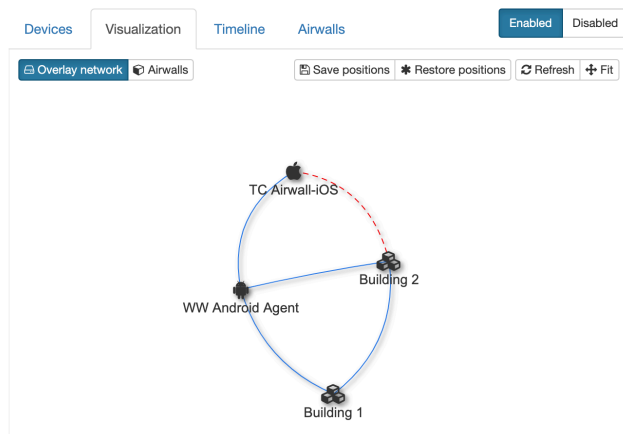 Devices Visualization Timeline Airwalls Enabled Disabled
Overlay network Airwalls Save positions Restore positions Refresh Fit
TC Airwall-iOS
Building 2
WW Android Agent
Building 1